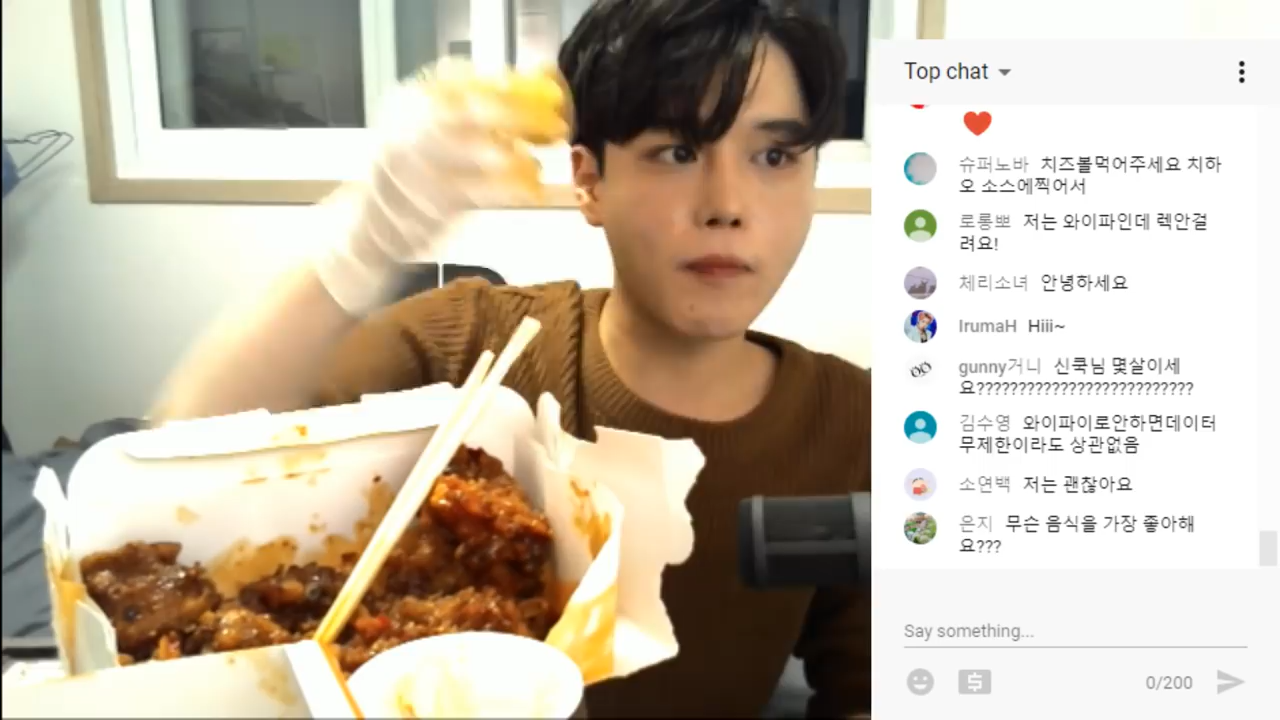 Top chat
슈퍼노바 치즈볼먹어주세요 치하
오 소스에찍어서
로롱뽀 저는 와이파인데 렉안걸
려요!
체리소녀 안녕하세요
IrumaH Hiii~
gunny거니 신쿡님 몇살이세
요??????????????????????????
김수영 와이파이로안하면데이터
무제한이라도 상관없음
소연백 저는 괜찮아요
은지 무슨 음식을 가장 좋아해
요???
Say something...
0/200